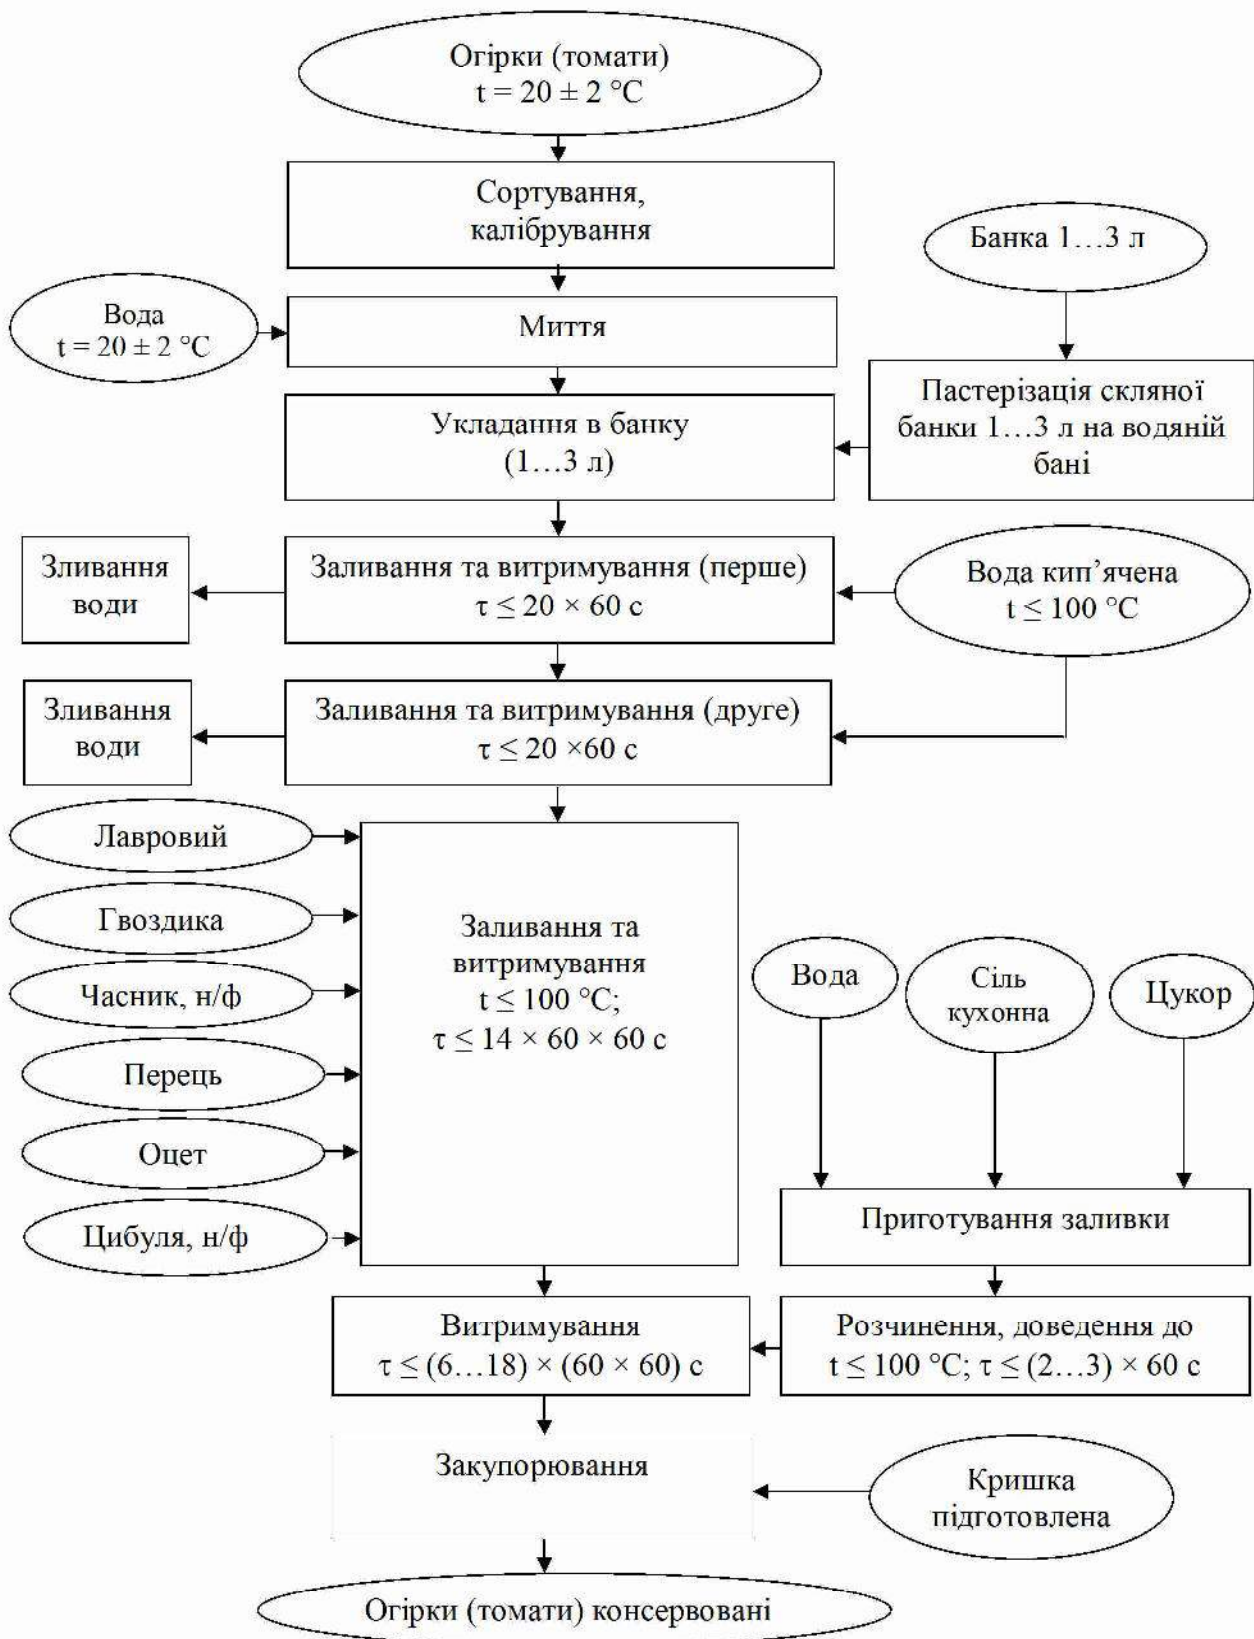 Огірки (томати)
t = 20 ± 2 °C
Сортування,
калібрування
Банка 1…3 л
Вода
t = 20 ± 2 °C
Миття
Укладання в банку
(1…3 л)
Пастерізація скляної
банки 1…3 л на водяній
бані
Зливання
води
Заливання та витримування (перше)
τ ≤ 20 × 60 с
Вода кип’ячена
t ≤ 100 °C
Зливання
води
Заливання та витримування (друге)
τ ≤ 20 ×60 с
Лавровий
Гвоздика
Часник, н/ф
Перець
Оцет
Цибуля, н/ф
Заливання та
витримування
t ≤ 100 °C;
τ ≤ 14 × 60 × 60 с
Вода
Сіль
кухонна
Цукор
Приготування заливки
Витримування
τ ≤ (6…18) × (60 × 60) с
Розчинення, доведення до
t ≤ 100 °C; τ ≤ (2…3) × 60 с
Закупорювання
Кришка
підготовлена
Огірки (томати) консервовані